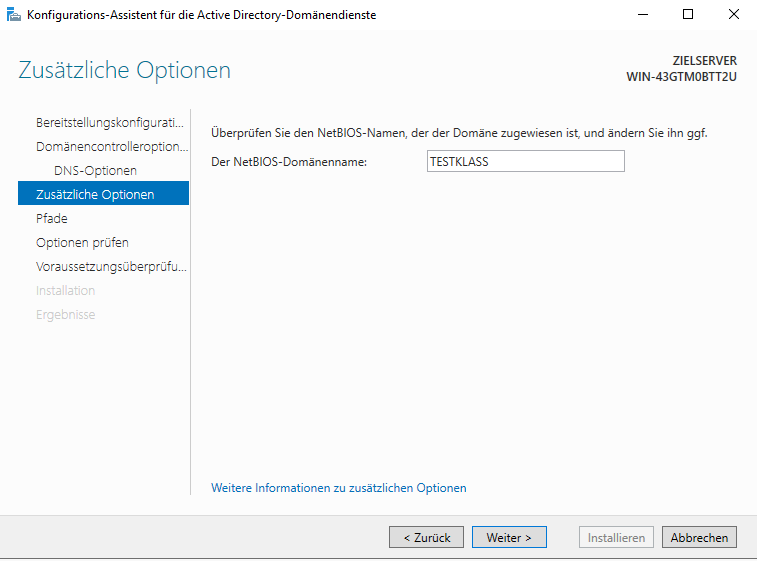 Konfigurations-Assistent für die Active Directory-Domänendienste
Zusätzliche Optionen
ZIELSERVER
WIN-43GTM0BTT2U
Bereitstellungskonfigurati...
Domänencontrolleroption...
DNS-Optionen
Zusätzliche Optionen
Pfade
Optionen prüfen
Voraussetzungsüberprüfu...
Installation
Ergebnisse
Überprüfen Sie den NetBIOS-Namen, der der Domäne zugewiesen ist, und ändern Sie ihn ggf.
Der NetBIOS-Domänenname: TESTKLASS
Weitere Informationen zu zusätzlichen Optionen
< Zurück Weiter > Installieren Abbrechen